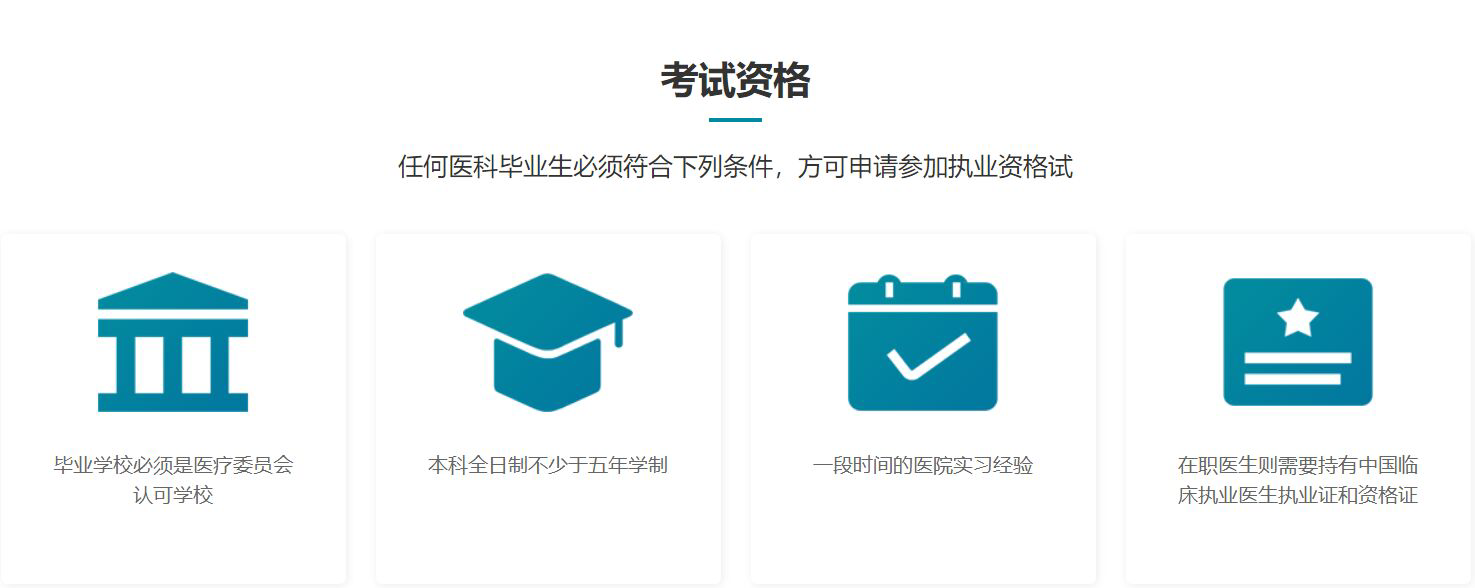 考试资格
任何医科毕业生必须符合下列条件，方可申请参加执业资格试
毕业学校必须是医疗委员会
认可学校
本科全日制不少于五年学制
一段时间的医院实习经验
在职医生则需要持有中国临
床执业医生执业证和资格证